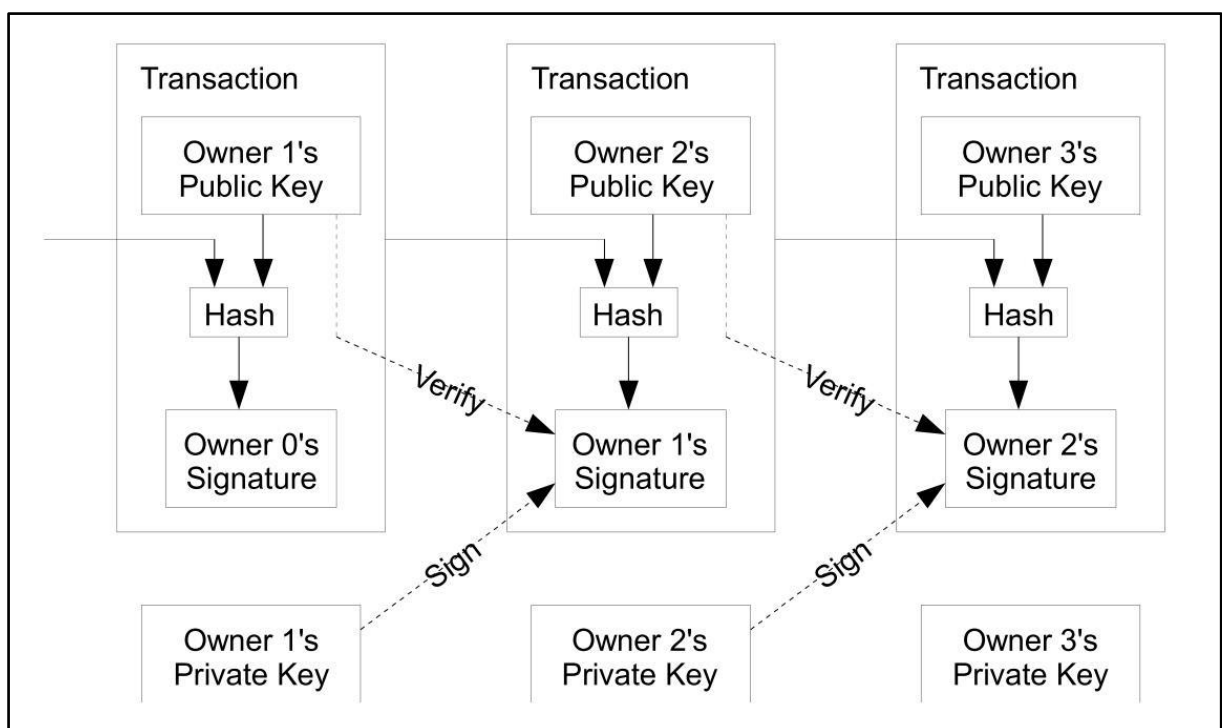 Transaction
Owner 1's
Public Key
Hash
Owner 0's
Signature
Transaction
Owner 2's
Public Key
Hash
Verify
Owner 1's
Signature
Transaction
Owner 3's
Public Key
Hash
Verify
Owner 2's
Signature
Sign
Sign
Owner 1's
Private Key
Owner 2's
Private Key
Owner 3's
Private Key